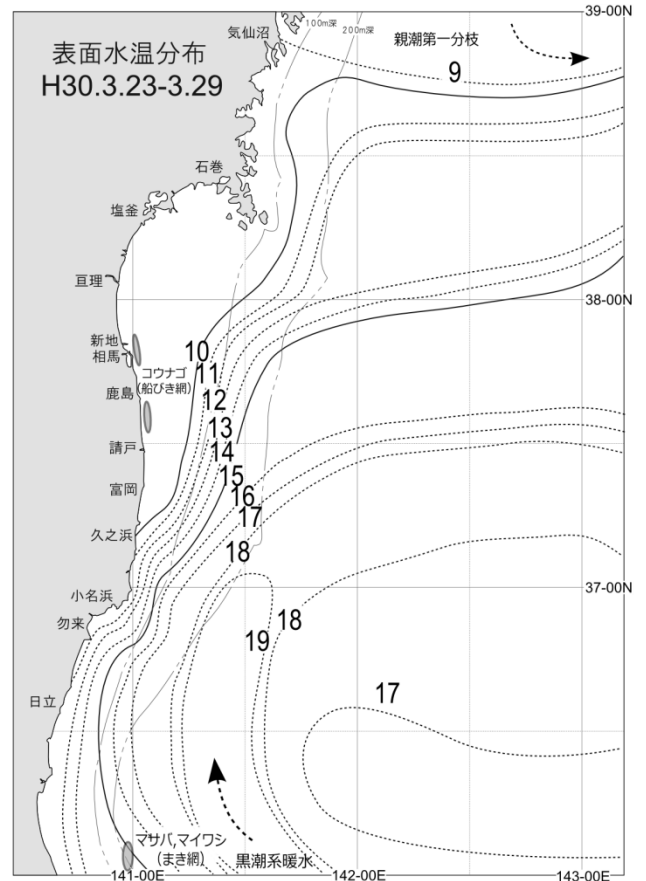 39-00N
気仙沼
100m深
200m深
親潮第一分枝
表面水温分布
H30.3.23-3.29
9
石巻
塩釜
亘理
38-00N
新地
相馬
10
コウナゴ
(船びき網)
11
鹿島
12
13
請戸
14
15
富岡
16
17
久之浜
18
37-00N
小名浜
勿来
18
19
日立
17
マサバ,マイワシ
(まき網)
黒潮系暖水
141-00E
142-00E
143-00E